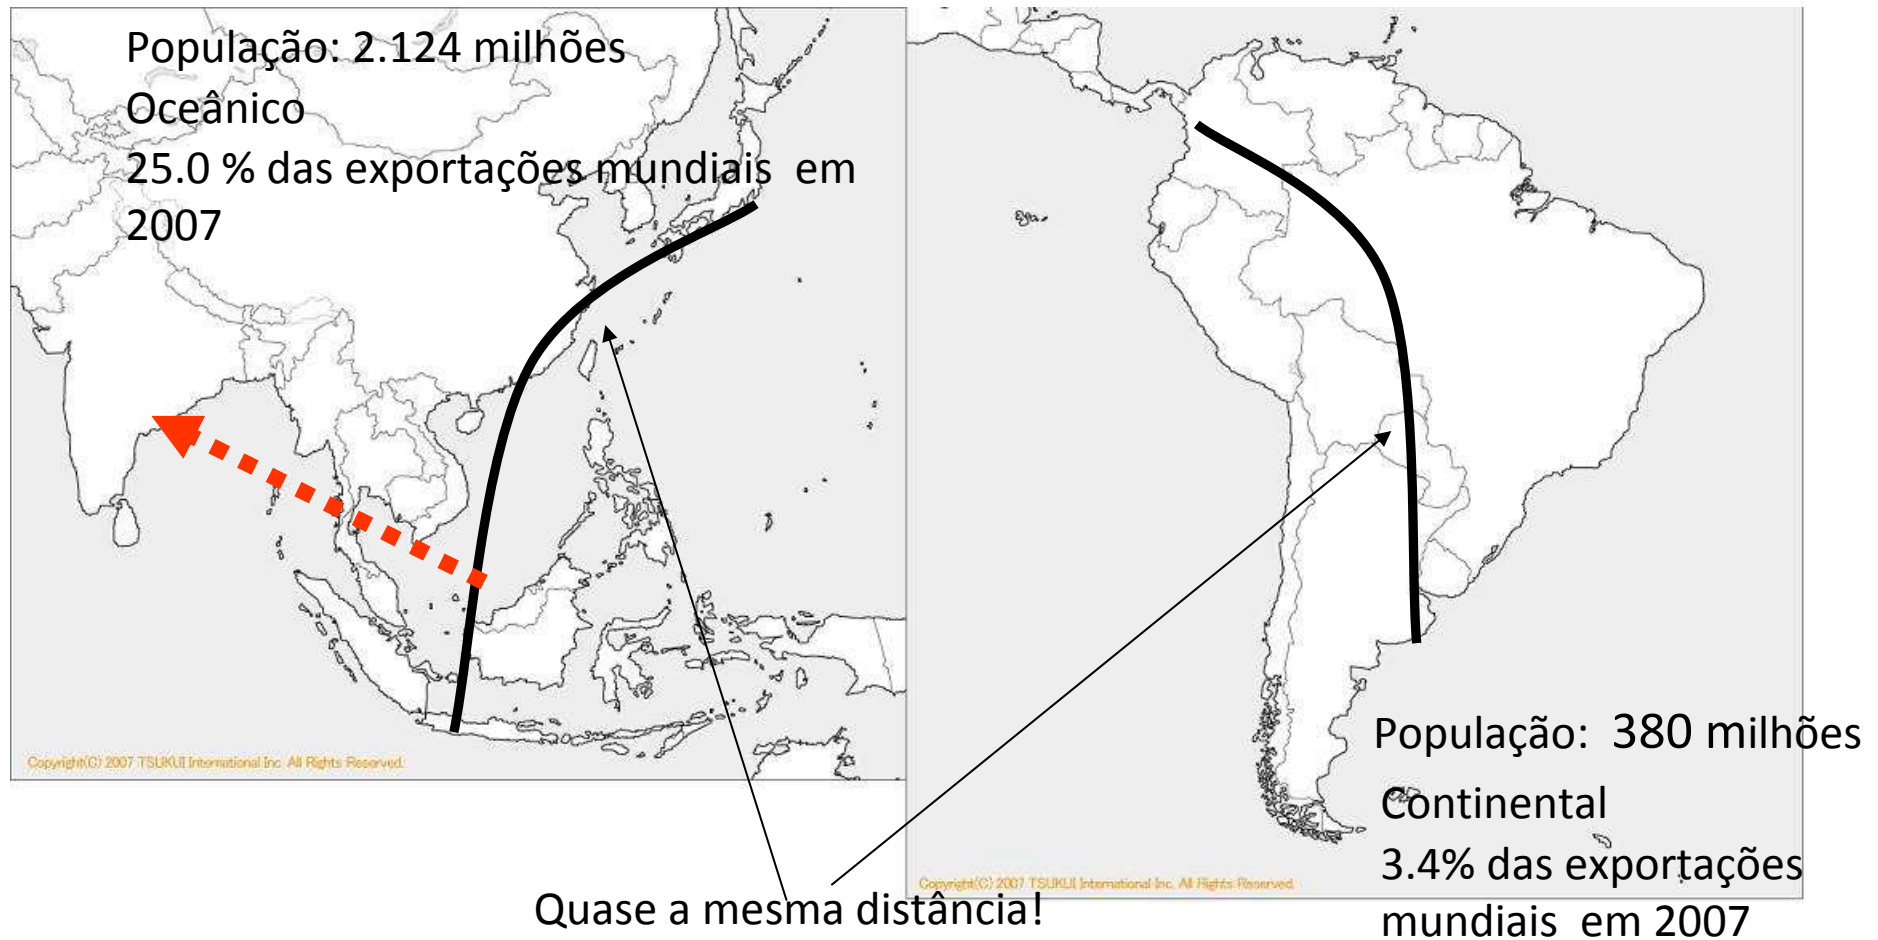 População: 2.124 milhões
Oceânico
25.0 % das exportações mundiais em
2007
Copyright(C) 2007 TSUKUI International Inc. All Rights Reserved.
População: 380 milhões
Continental
3.4% das exportações
mundiais em 2007
Copyright(C) 2007 TSUKUI International Inc. All Rights Reserved.
Quase a mesma distância!